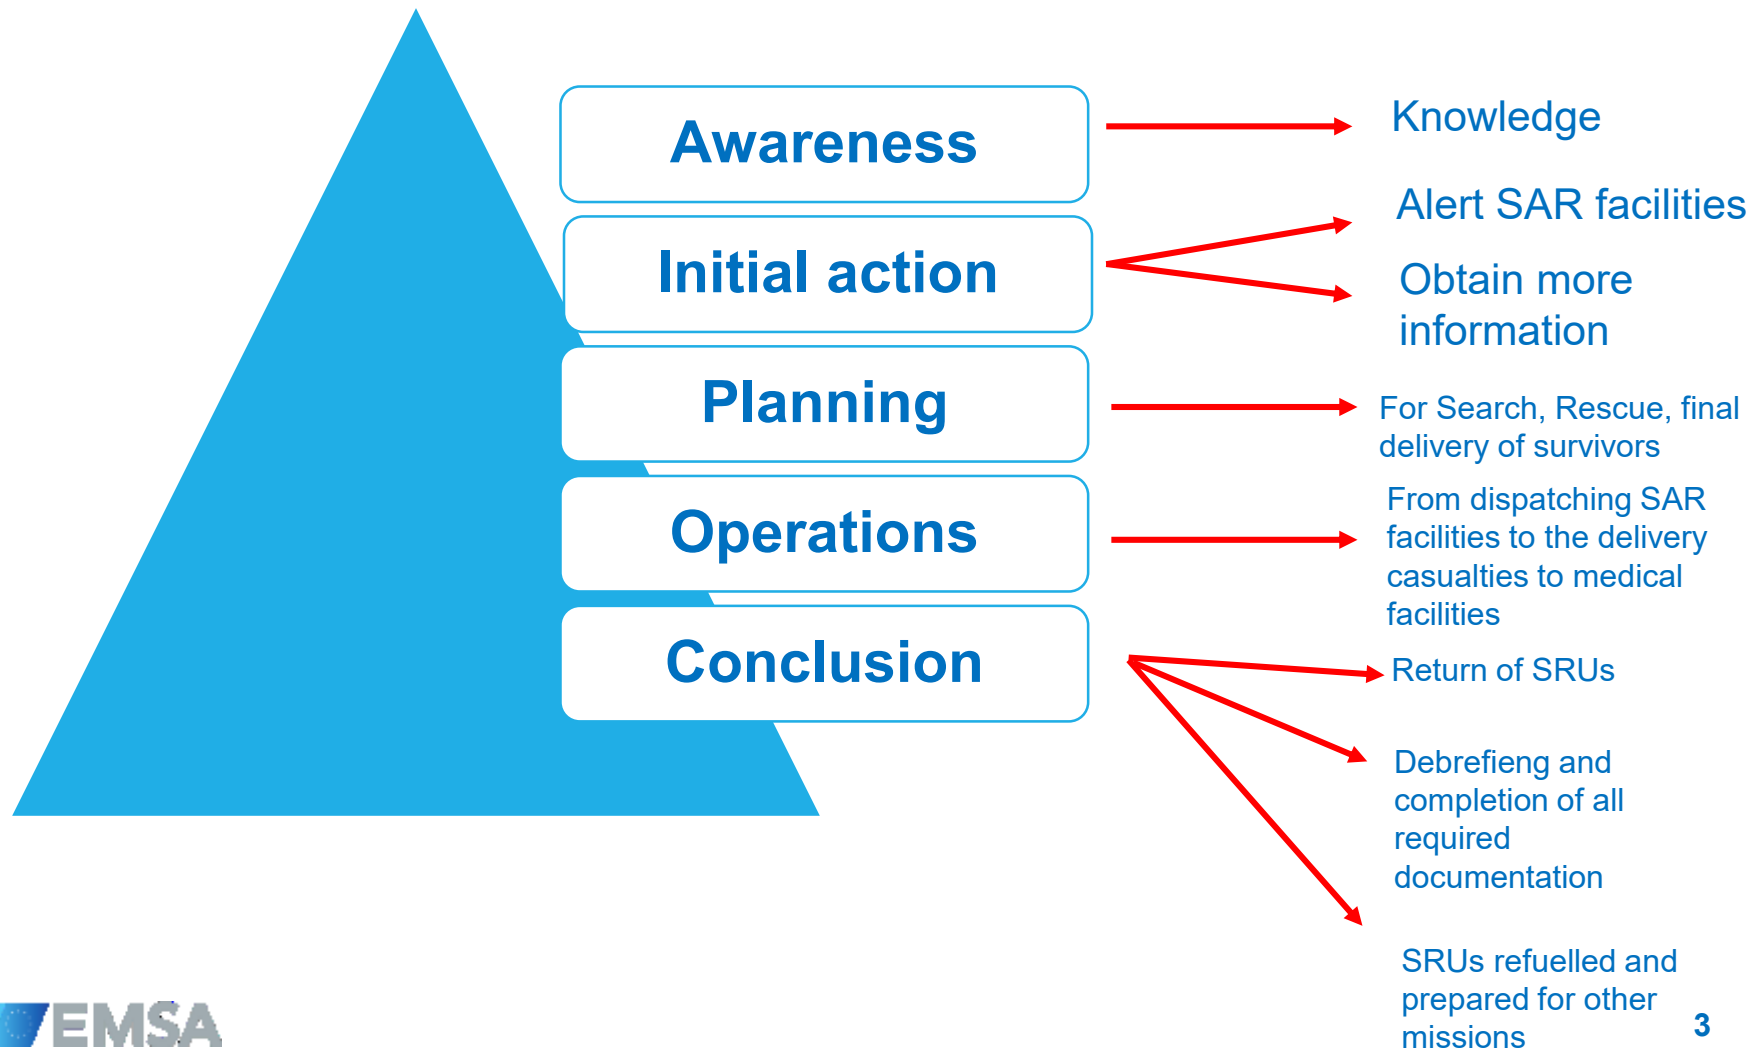 Awareness
Knowledge
Initial action
Alert SAR facilities
Obtain more
information
Planning
For Search, Rescue, final
delivery of survivors
Operations
From dispatching SAR
facilities to the delivery
casualties to medical
facilities
Conclusion
Return of SRUs
Debrefieng and
completion of all
required
documentation
SRUs refuelled and
prepared for other
missions
EMSA
3